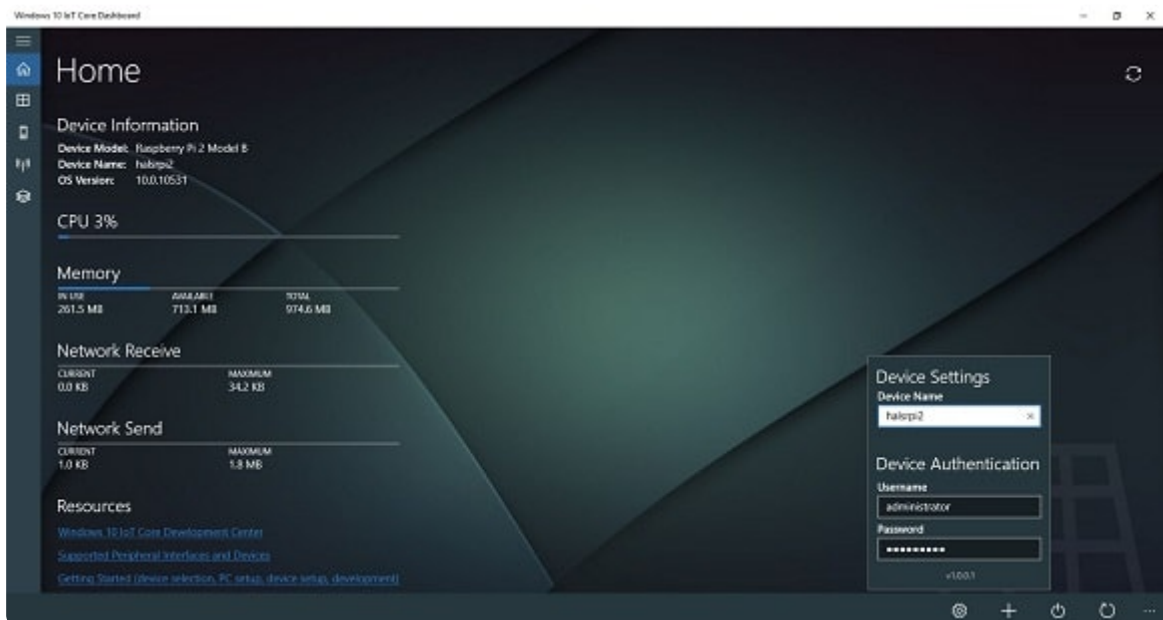 Windows 10 IoT Core Dashboard
Home
Device Information
Device Model: Raspberry Pi 2 Model B
Device Name: halsrpi2
OS Version: 10.0.10531
CPU 3%
Memory
IN USE AVAILABLE TOTAL
261.5 MB 713.1 MB 974.6 MB
Network Receive
CURRENT MAXIMUM
0.0 KB 34.2 KB
Network Send
CURRENT MAXIMUM
1.0 KB 1.8 MB
Resources
Windows 10 IoT Core Development Center
Supported Peripheral Interfaces and Devices
Getting Started (device selection, PC setup, device setup, development)
Device Settings
Device Name
halsrpi2
Device Authentication
Username
administrator
Password
•••••••••
v1.0.0.1